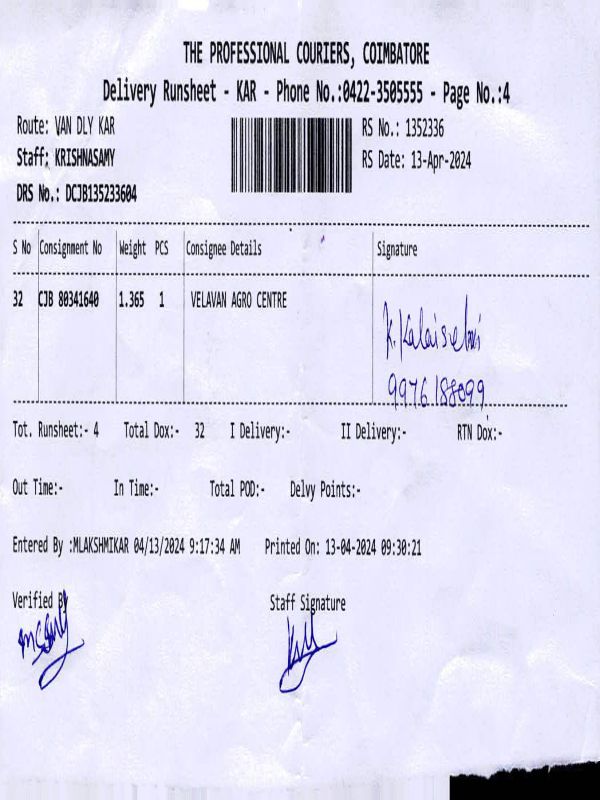 THE PROFESSIONAL COURIERS, COIMBATORE
Delivery Runsheet - KAR - Phone No.:0422-3505555 - Page No.:4
Route: VAN DLY KAR RS No.: 1352336
Staff: KRISHNASAMY RS Date: 13-Apr-2024
DRS No.: DCJB135233604
S No Consignment No Weight PCS Consignee Details Signature
32 CJB 80341640 1.365 1 VELAVAN AGRO CENTRE
K. Kalaiselvi
9976188099
Tot. Runsheet:- 4 Total Dox:- 32 I Delivery:- II Delivery:- RTN Dox:-
Out Time:- In Time:- Total POD:- Delvy Points:-
Entered By :MLAKSHMIKAR 04/13/2024 9:17:34 AM Printed On: 13-04-2024 09:30:21
Verified By Staff Signature